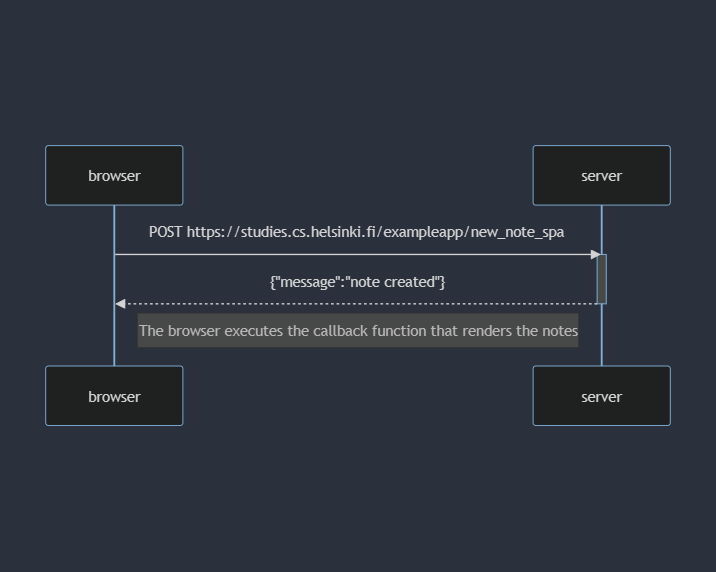 browser
server
POST https://studies.cs.helsinki.fi/exampleapp/new_note_spa
{"message":"note created"}
The browser executes the callback function that renders the notes
browser
server